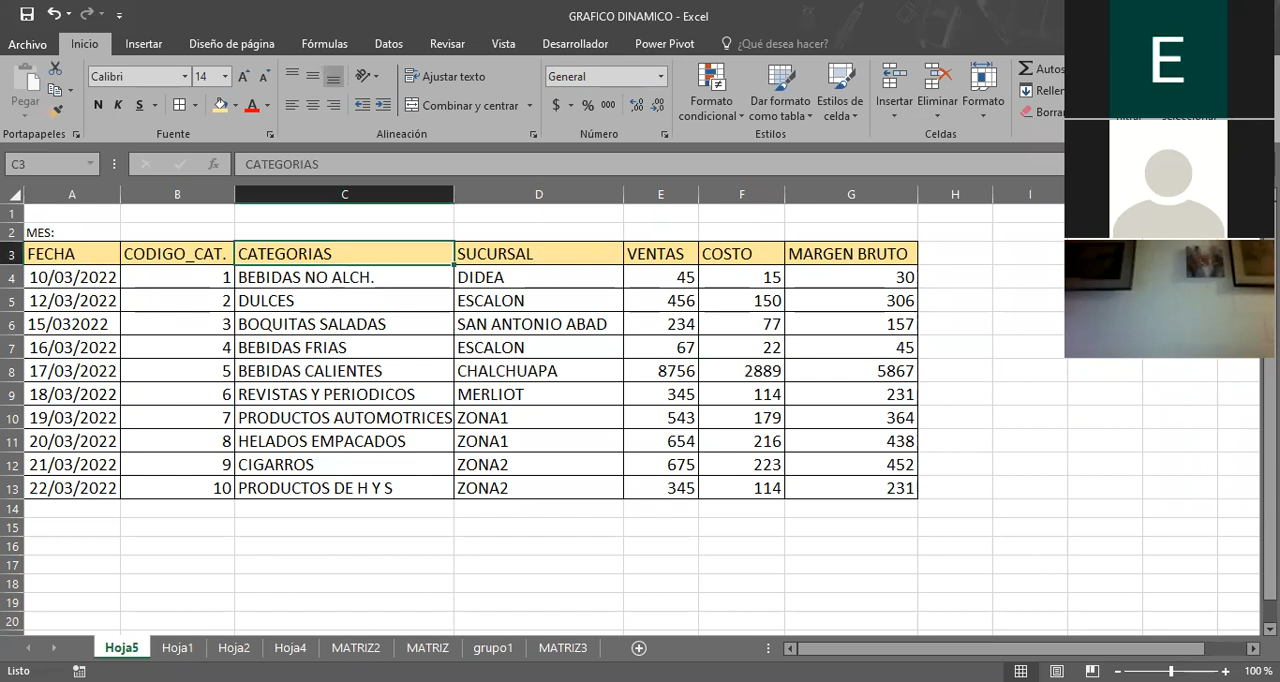 GRAFICO DINAMICO - Excel
Archivo Inicio Insertar Diseño de página Fórmulas Datos Revisar Vista Desarrollador Power Pivot ¿Qué desea hacer?
E
Pegar
Calibri 14
Ajustar texto
General
Formato condicional
Dar formato como tabla
Estilos de celda
Insertar Eliminar Formato
Autos
Reller
Borra
N K S
Combinar y centrar
$ % 000
Portapapeles Fuente Alineación Número Estilos Celdas
C3 fx CATEGORIAS
A B C D E F G H I
1
2 MES:
3 FECHA CODIGO_CAT. CATEGORIAS SUCURSAL VENTAS COSTO MARGEN BRUTO
4 10/03/2022 1 BEBIDAS NO ALCH. DIDEA 45 15 30
5 12/03/2022 2 DULCES ESCALON 456 150 306
6 15/032022 3 BOQUITAS SALADAS SAN ANTONIO ABAD 234 77 157
7 16/03/2022 4 BEBIDAS FRIAS ESCALON 67 22 45
8 17/03/2022 5 BEBIDAS CALIENTES CHALCHUAPA 8756 2889 5867
9 18/03/2022 6 REVISTAS Y PERIODICOS MERLIOT 345 114 231
10 19/03/2022 7 PRODUCTOS AUTOMOTRICES ZONA1 543 179 364
11 20/03/2022 8 HELADOS EMPACADOS ZONA1 654 216 438
12 21/03/2022 9 CIGARROS ZONA2 675 223 452
13 22/03/2022 10 PRODUCTOS DE H Y S ZONA2 345 114 231
14
15
16
17
18
19
20
Hoja5 Hoja1 Hoja2 Hoja4 MATRIZ2 MATRIZ grupo1 MATRIZ3
Listo 100 %